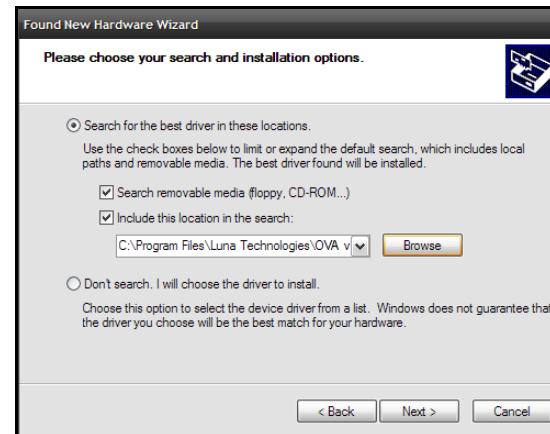 Found New Hardware Wizard
Please choose your search and installation options.
Search for the best driver in these locations.
Use the check boxes below to limit or expand the default search, which includes local
paths and removable media. The best driver found will be installed.
Search removable media (floppy, CD-ROM...)
Include this location in the search:
C:\Program Files\Luna Technologies\OVA v
Browse
Don't search. I will choose the driver to install.
Choose this option to select the device driver from a list. Windows does not guarantee that
the driver you choose will be the best match for your hardware.
< Back Next > Cancel